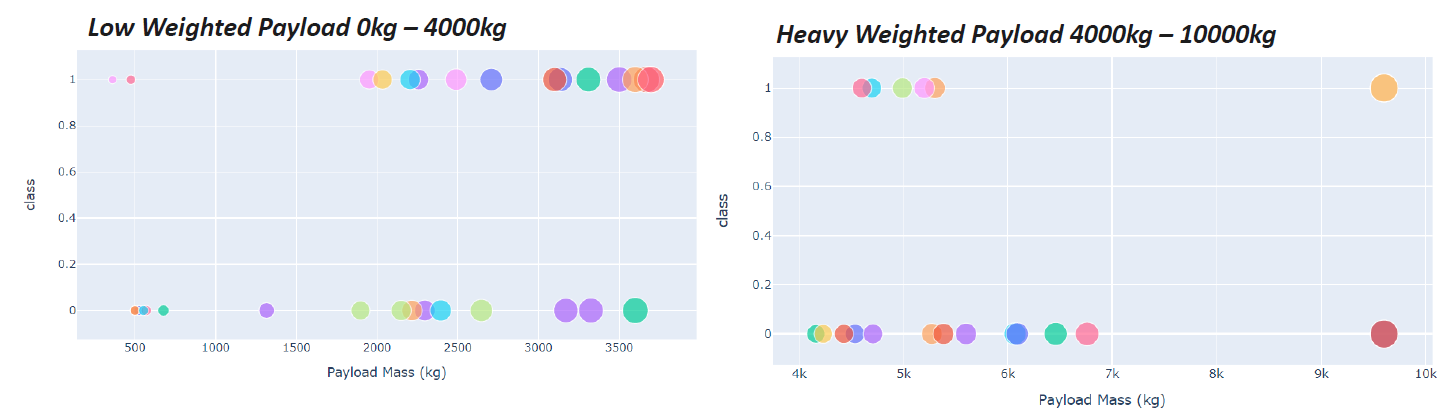 Low Weighted Payload 0kg – 4000kg
class
1
0.8
0.6
0.4
0.2
0
500 1000 1500 2000 2500 3000 3500
Payload Mass (kg)
Heavy Weighted Payload 4000kg – 10000kg
class
1
0.8
0.6
0.4
0.2
0
4k 5k 6k 7k 8k 9k 10k
Payload Mass (kg)